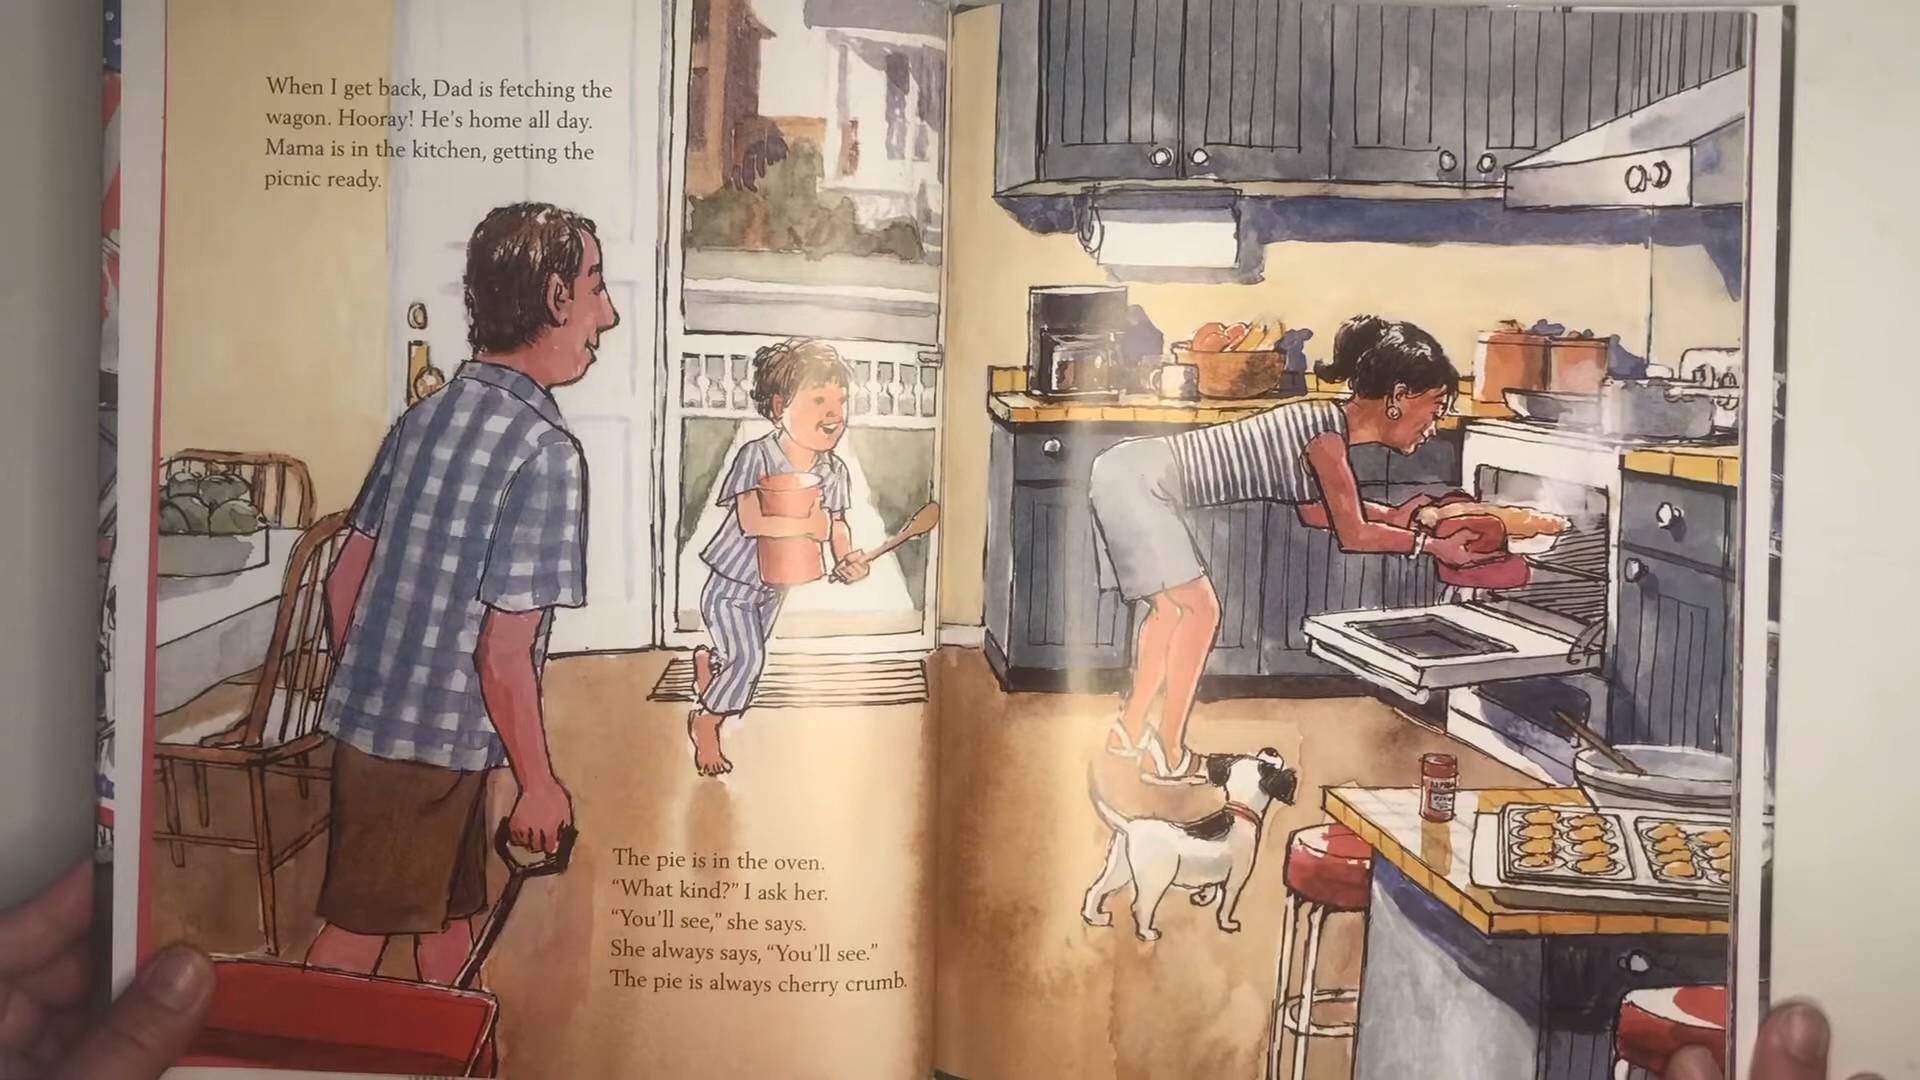 When I get back, Dad is fetching the
wagon. Hooray! He's home all day.
Mama is in the kitchen, getting the
picnic ready.
The pie is in the oven.
“What kind?” I ask her.
“You'll see,” she says.
She always says, “You'll see.”
The pie is always cherry crumb.